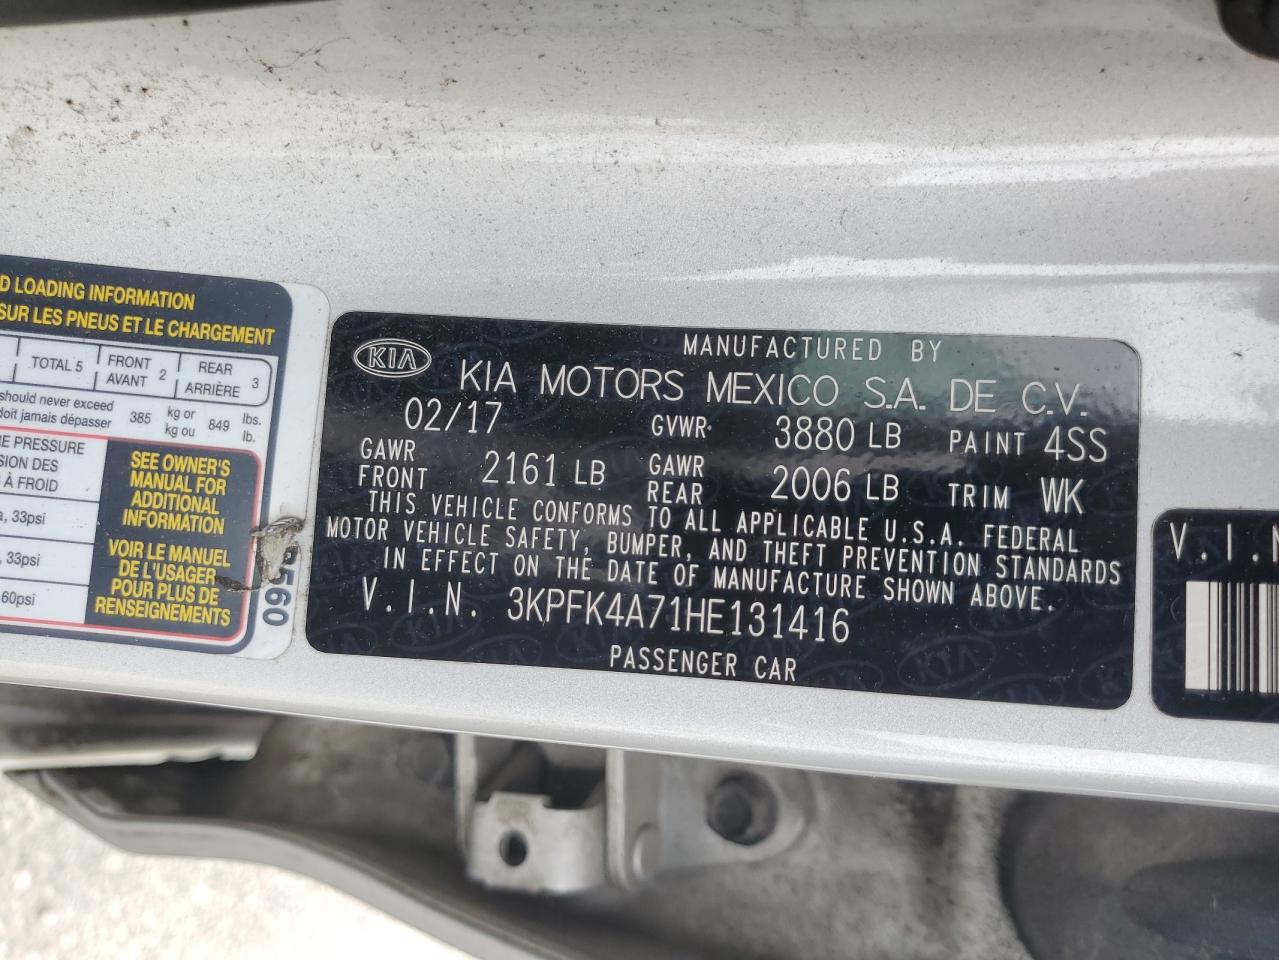 D LOADING INFORMATION
SUR LES PNEUS ET LE CHARGEMENT
TOTAL 5 FRONT AVANT 2 REAR ARRIÈRE 3
should never exceed
doit jamais dépasser 385 kg or kg ou 849 lbs. lb.
E PRESSURE
SION DES
À FROID
, 33psi
, 33psi
60psi
SEE OWNER'S
MANUAL FOR
ADDITIONAL
INFORMATION
VOIR LE MANUEL
DE L'USAGER
POUR PLUS DE
RENSEIGNEMENTS
560
KIA
MANUFACTURED BY
KIA MOTORS MEXICO S.A. DE C.V.
02/17 GVWR: 3880 LB PAINT 4SS
GAWR FRONT 2161 LB GAWR REAR 2006 LB TRIM WK
THIS VEHICLE CONFORMS TO ALL APPLICABLE U.S.A. FEDERAL
MOTOR VEHICLE SAFETY, BUMPER, AND THEFT PREVENTION STANDARDS
IN EFFECT ON THE DATE OF MANUFACTURE SHOWN ABOVE.
V.I.N. 3KPFK4A71HE131416
PASSENGER CAR
V.I.N